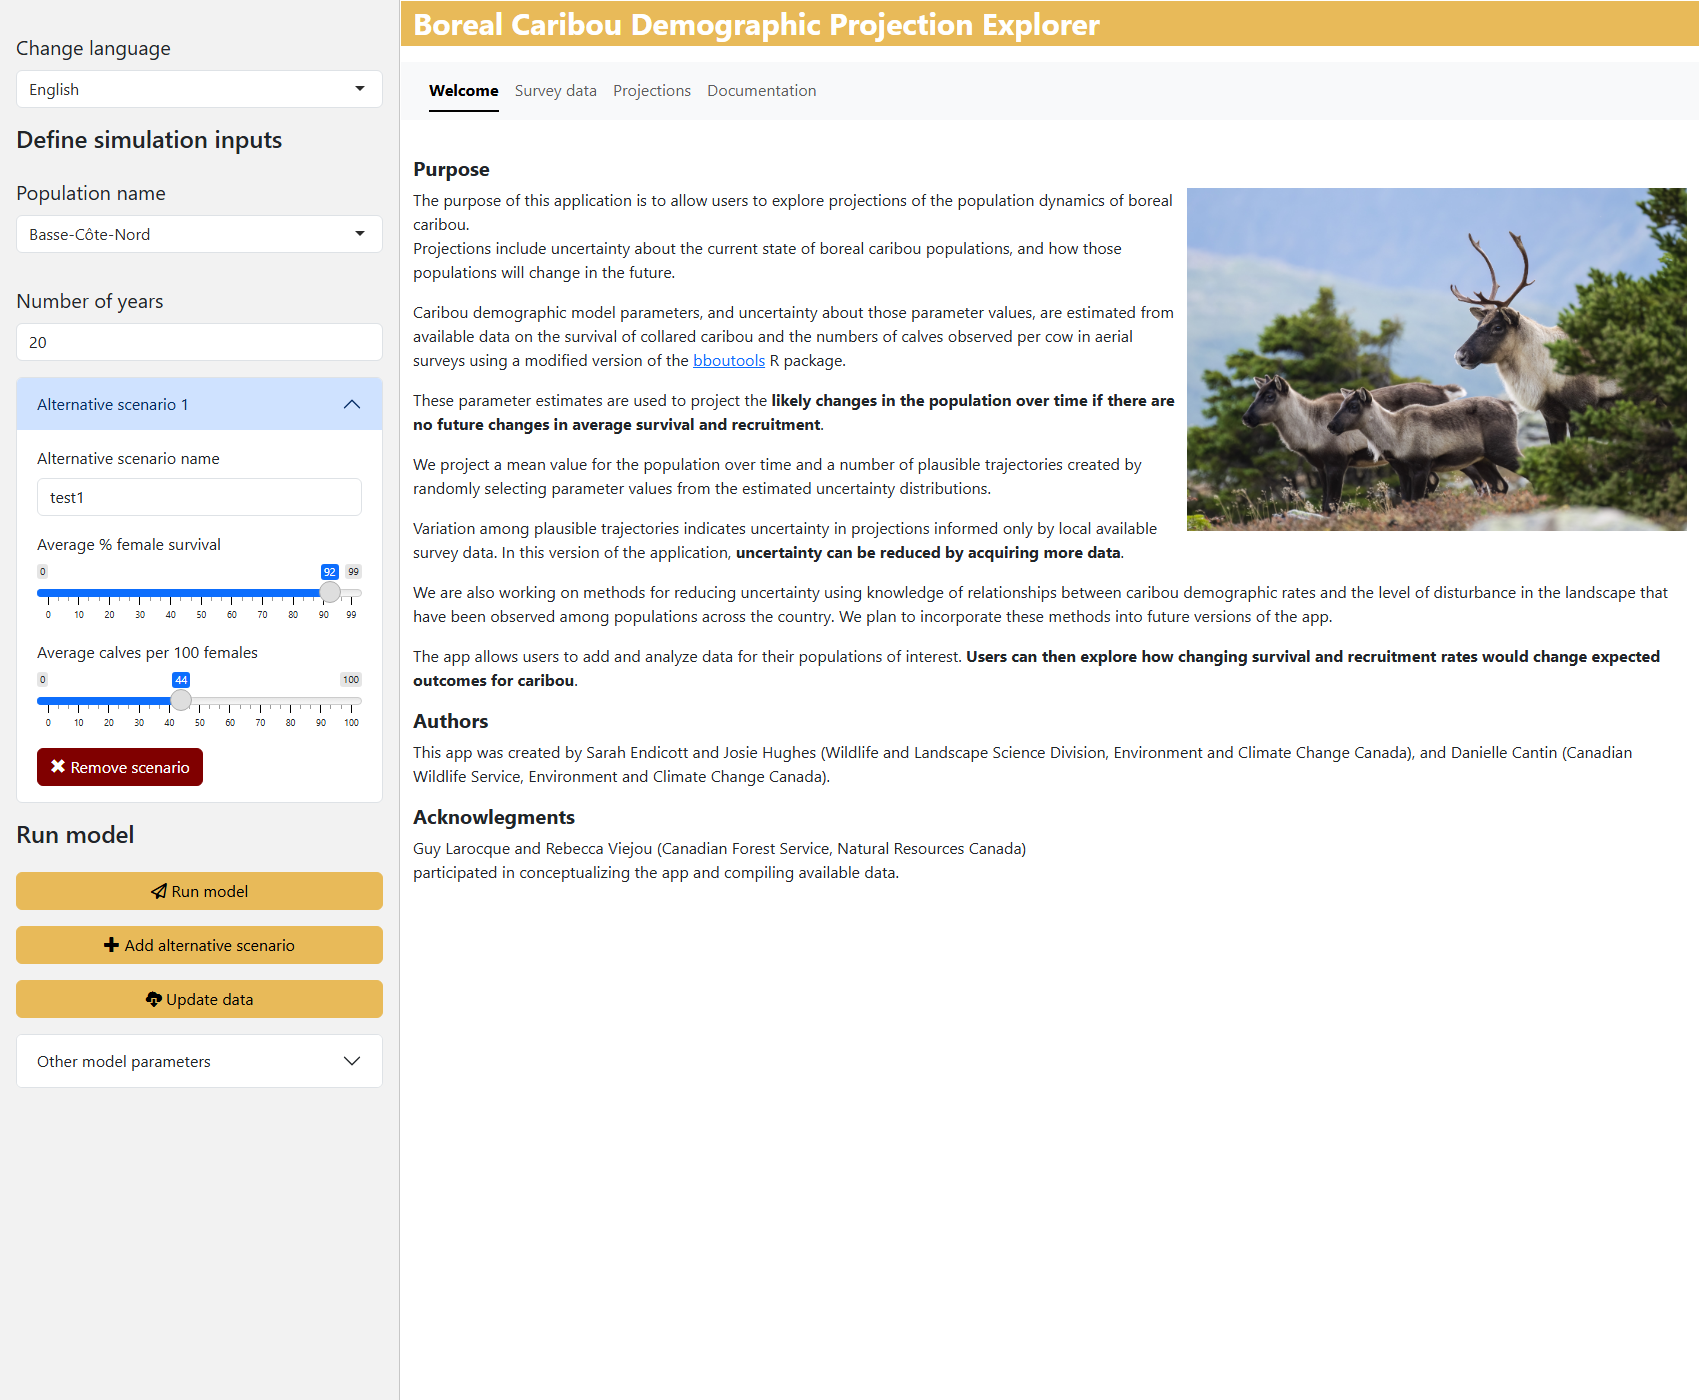 Change language
English
Define simulation inputs
Population name
Basse-Côte-Nord
Number of years
20
Alternative scenario 1
Alternative scenario name
test1
Average % female survival
0 92 99
0 10 20 30 40 50 60 70 80 90 99
Average calves per 100 females
0 44 100
0 10 20 30 40 50 60 70 80 90 100
Remove scenario
Run model
Run model
Add alternative scenario
Update data
Other model parameters
Boreal Caribou Demographic Projection Explorer
Welcome Survey data Projections Documentation
Purpose
The purpose of this application is to allow users to explore projections of the population dynamics of boreal
caribou.
Projections include uncertainty about the current state of boreal caribou populations, and how those
populations will change in the future.
Caribou demographic model parameters, and uncertainty about those parameter values, are estimated from
available data on the survival of collared caribou and the numbers of calves observed per cow in aerial
surveys using a modified version of the bboutools R package.
These parameter estimates are used to project the likely changes in the population over time if there are
no future changes in average survival and recruitment.
We project a mean value for the population over time and a number of plausible trajectories created by
randomly selecting parameter values from the estimated uncertainty distributions.
Variation among plausible trajectories indicates uncertainty in projections informed only by local available
survey data. In this version of the application, uncertainty can be reduced by acquiring more data.
We are also working on methods for reducing uncertainty using knowledge of relationships between caribou demographic rates and the level of disturbance in the landscape that
have been observed among populations across the country. We plan to incorporate these methods into future versions of the app.
The app allows users to add and analyze data for their populations of interest. Users can then explore how changing survival and recruitment rates would change expected
outcomes for caribou.
Authors
This app was created by Sarah Endicott and Josie Hughes (Wildlife and Landscape Science Division, Environment and Climate Change Canada), and Danielle Cantin (Canadian
Wildlife Service, Environment and Climate Change Canada).
Acknowlegments
Guy Larocque and Rebecca Viejou (Canadian Forest Service, Natural Resources Canada)
participated in conceptualizing the app and compiling available data.